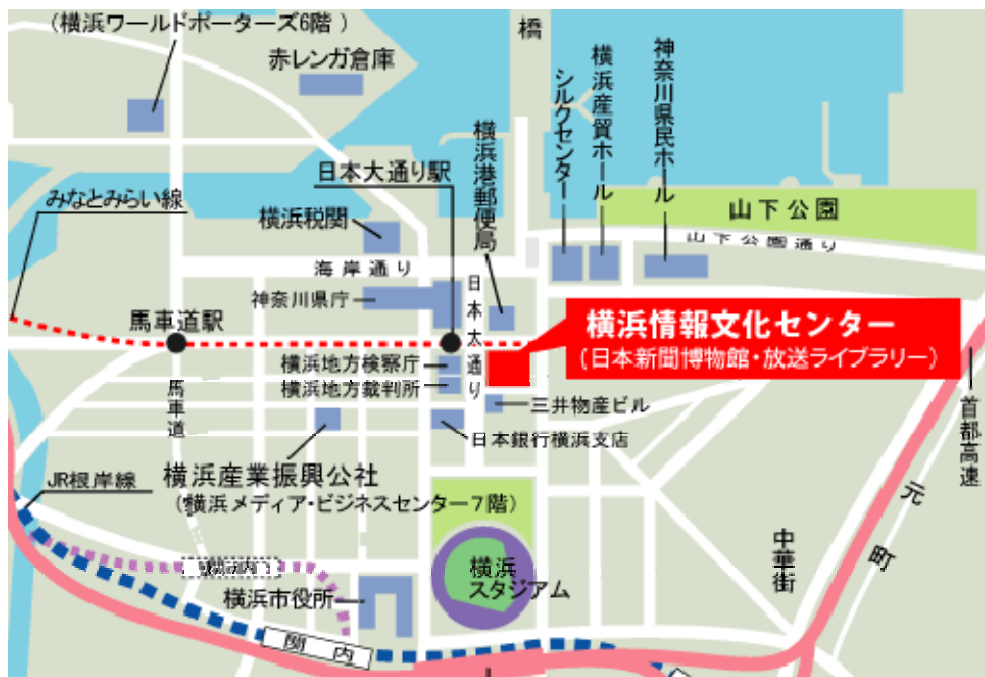 (横浜ワールドポーターズ6階)
赤レンガ倉庫
橋
シルクセンター
横浜産貿ホール
神奈川県民ホール
横浜港郵便局
日本大通り駅
みなとみらい線
横浜税関
山下公園
山下公園通り
海岸通り
神奈川県庁
日本大通り
馬車道駅
横浜情報文化センター
(日本新聞博物館・放送ライブラリー)
横浜地方検察庁
横浜地方裁判所
馬車道
三井物産ビル
日本銀行横浜支店
首都高速
横浜産業振興公社
(横浜メディア・ビジネスセンター7階)
JR根岸線
元町
中華街
横浜
スタジアム
横浜市役所
関内